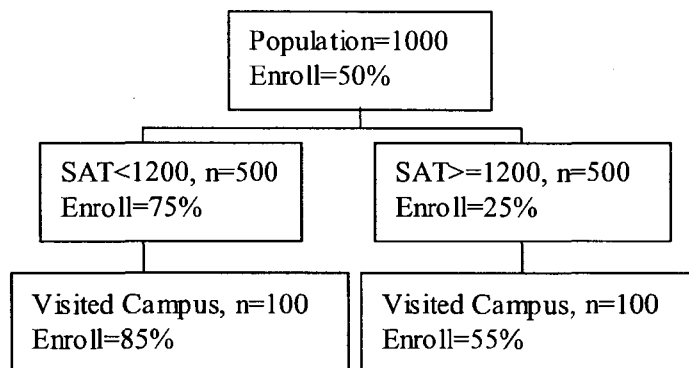 Population=1000
Enroll=50%
SAT<1200, n=500
Enroll=75%
SAT>=1200, n=500
Enroll=25%
Visited Campus, n=100
Enroll=85%
Visited Campus, n=100
Enroll=55%